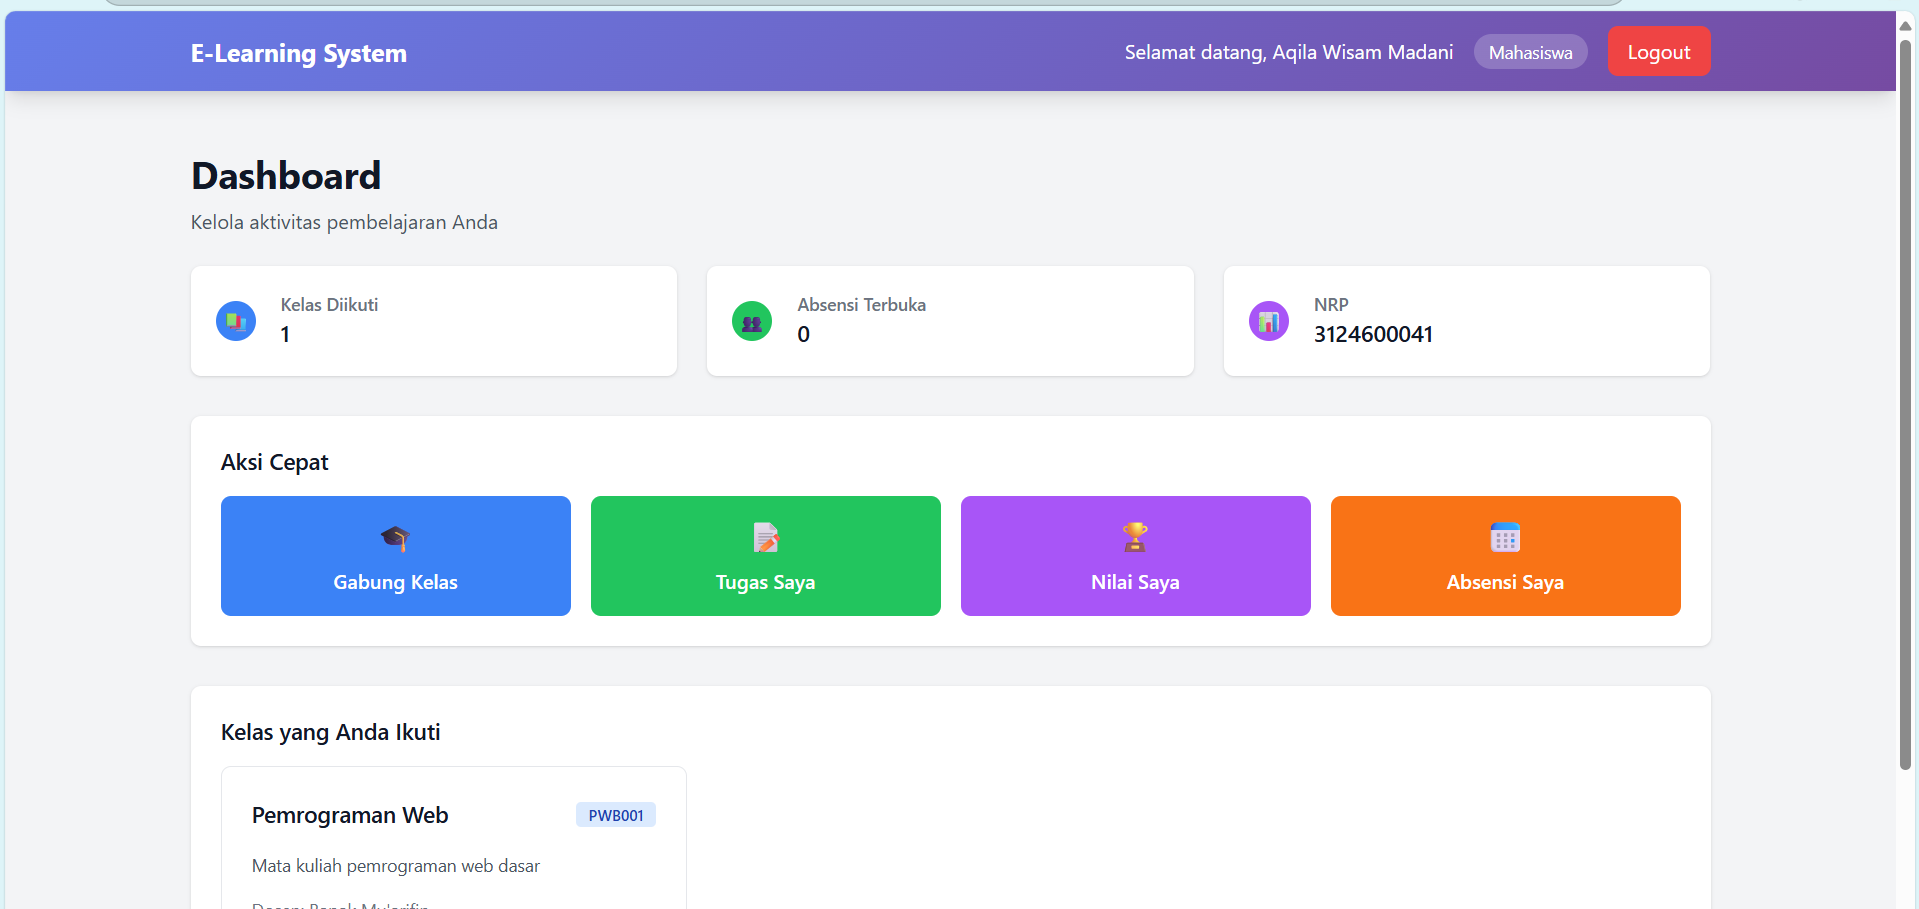 E-Learning System
Selamat datang, Aqila Wisam Madani
Mahasiswa
Logout
Dashboard
Kelola aktivitas pembelajaran Anda
Kelas Diikuti
1
Absensi Terbuka
0
NRP
3124600041
Aksi Cepat
Gabung Kelas
Tugas Saya
Nilai Saya
Absensi Saya
Kelas yang Anda Ikuti
Pemrograman Web
PWB001
Mata kuliah pemrograman web dasar